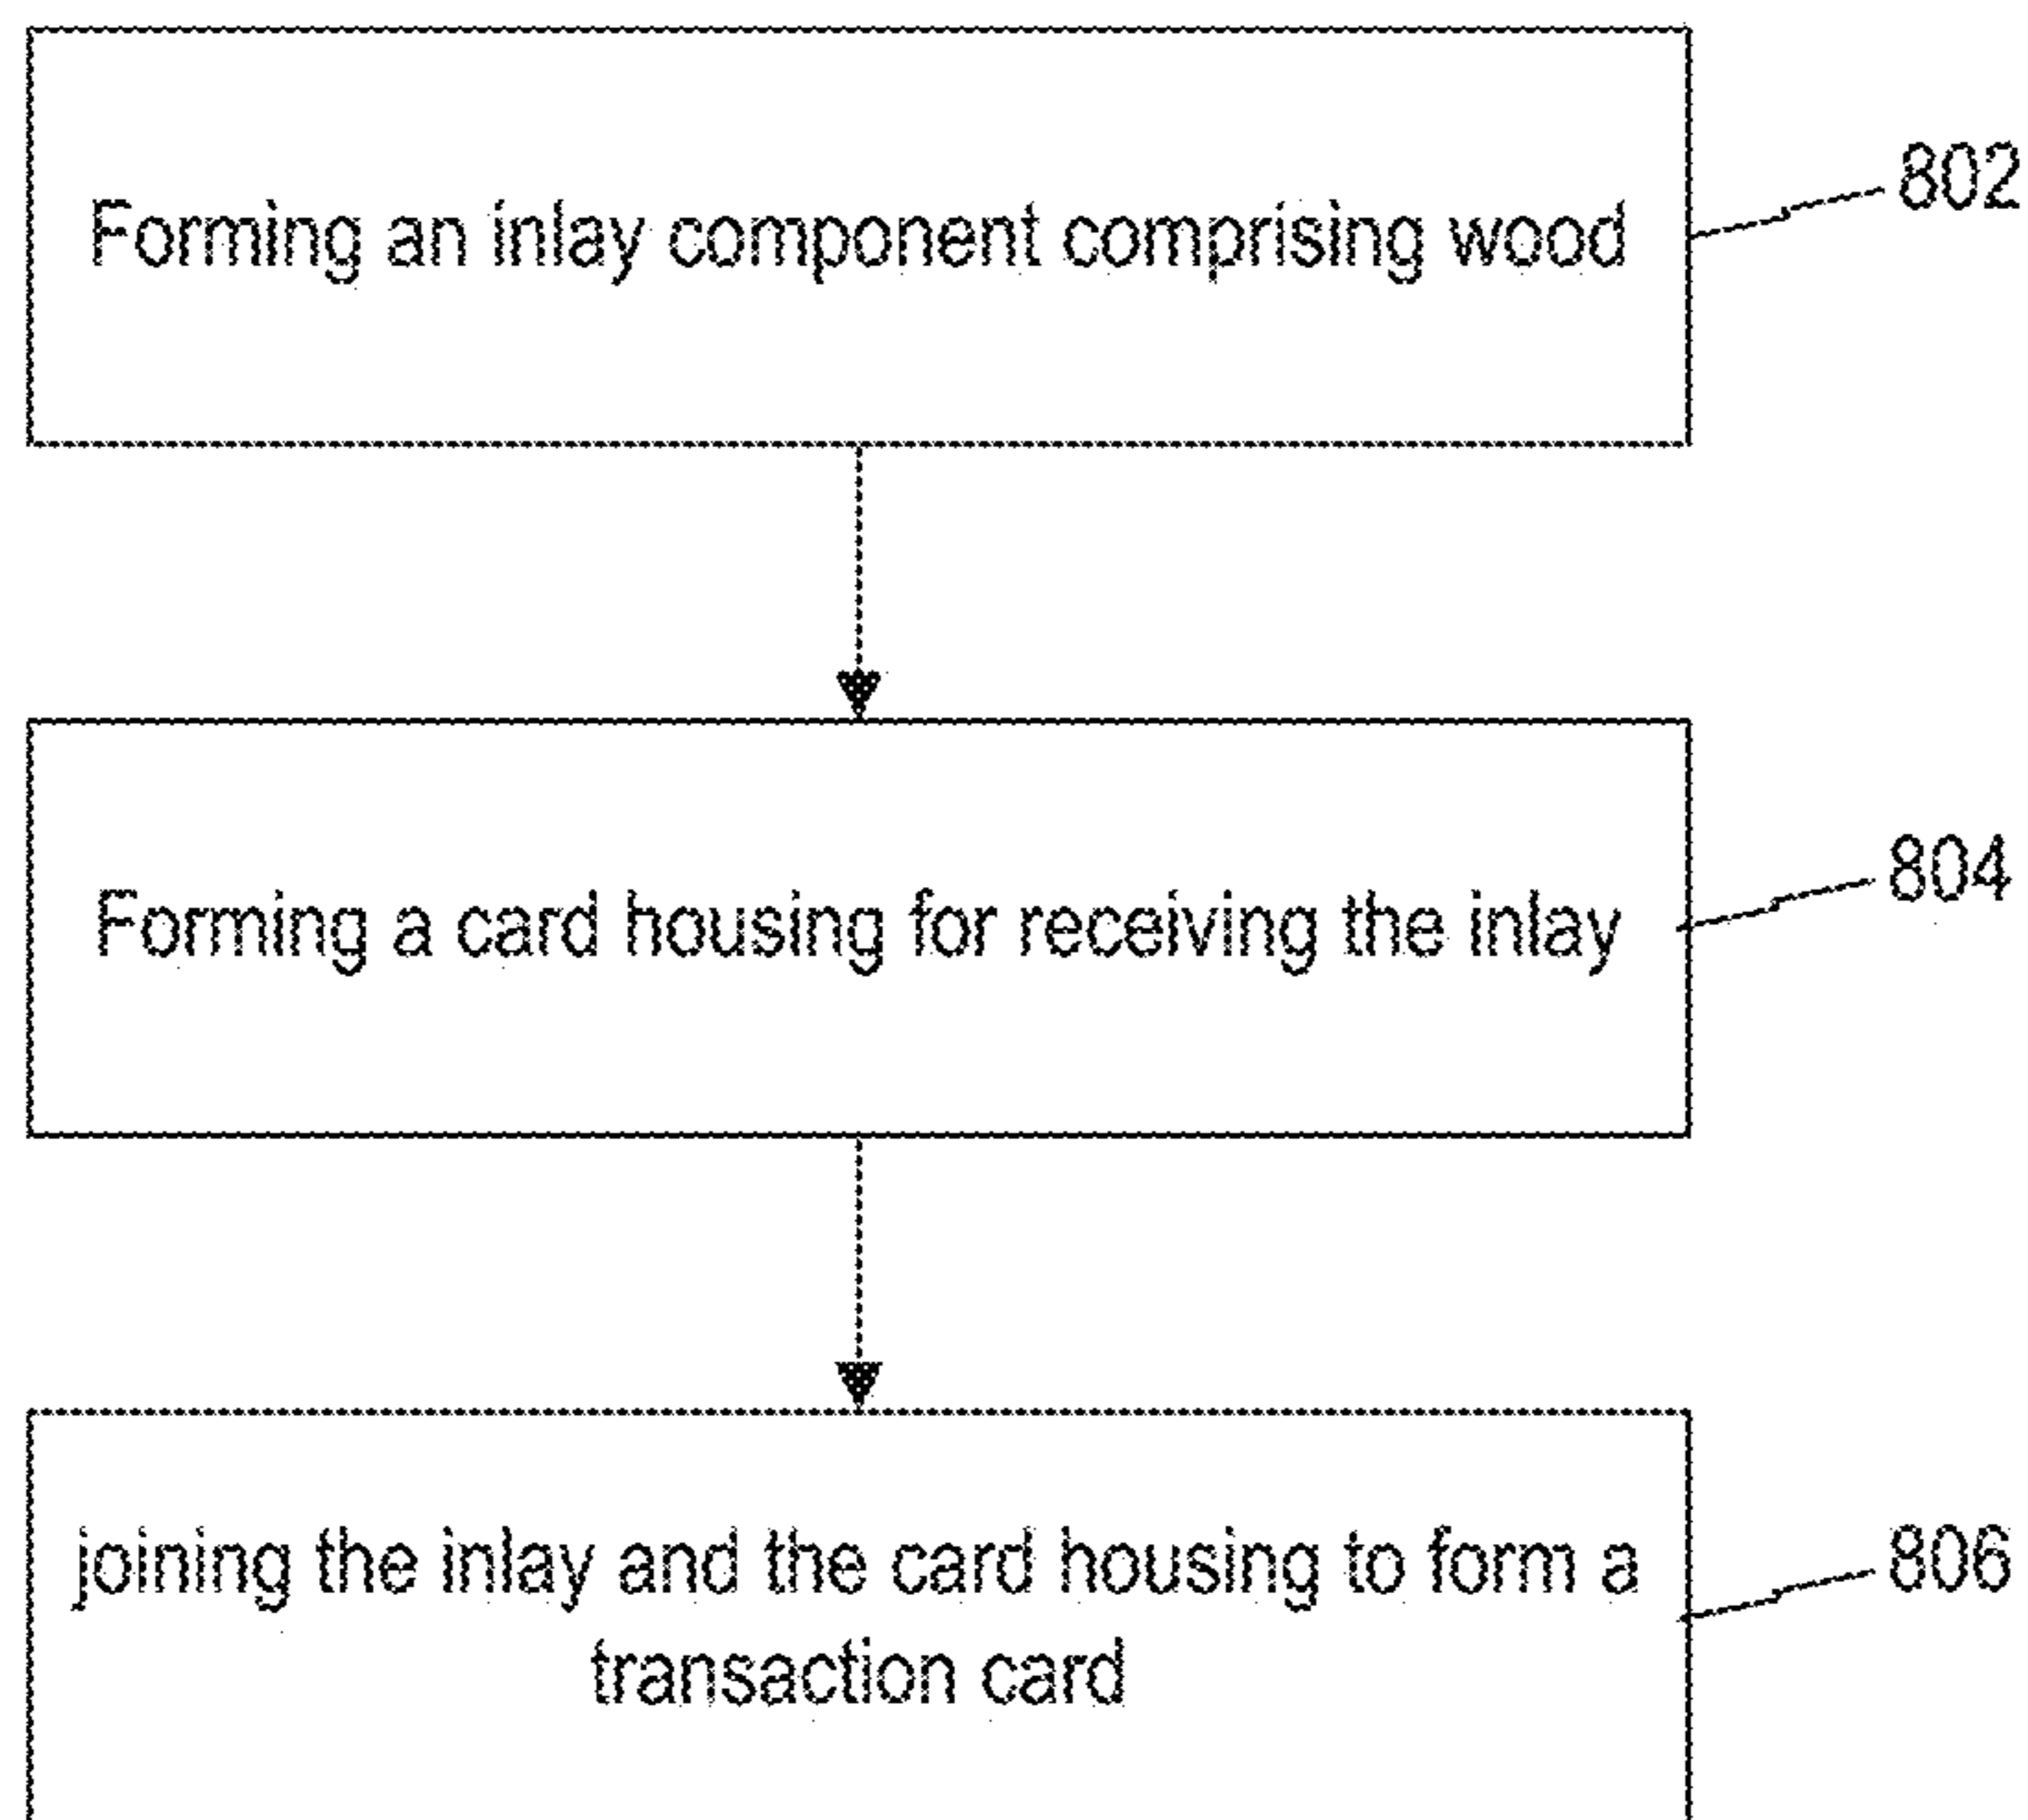 Forming an inlay component comprising wood
802
Forming a card housing for receiving the inlay
804
joining the inlay and the card housing to form a
transaction card
806